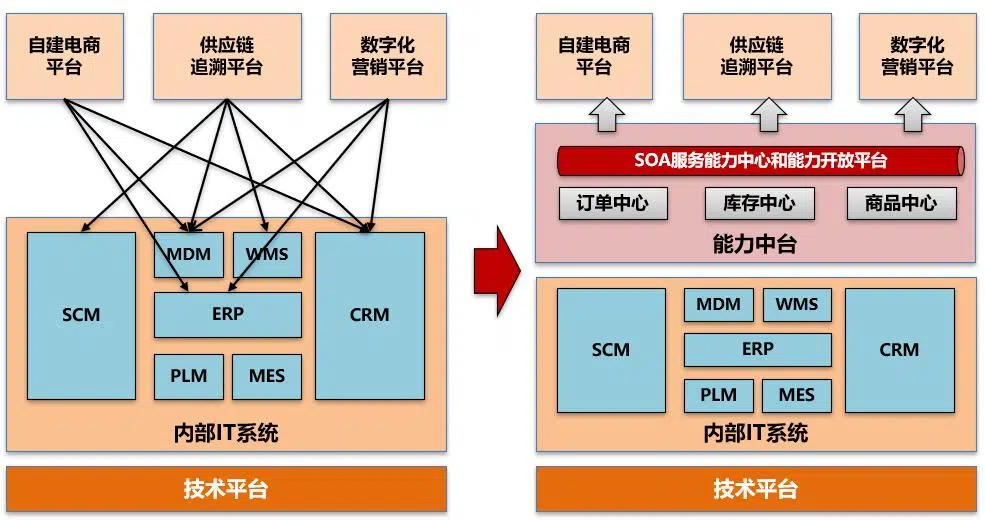 自建电商
平台
供应链
追溯平台
数字化
营销平台
MDM
WMS
SCM
ERP
CRM
PLM
MES
内部IT系统
技术平台
自建电商
平台
供应链
追溯平台
数字化
营销平台
SOA服务能力中心和能力开放平台
订单中心
库存中心
商品中心
能力中台
MDM
WMS
SCM
ERP
CRM
PLM
MES
内部IT系统
技术平台